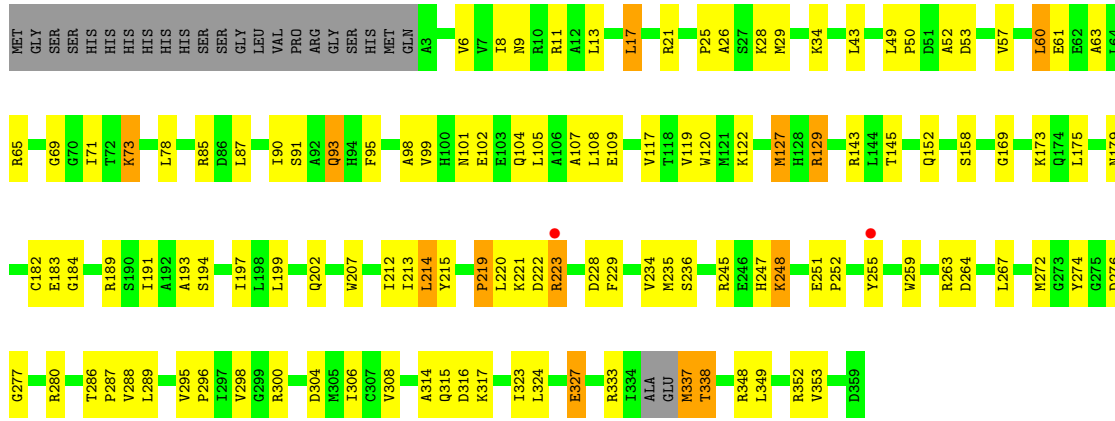 MET GLY SER SER HIS HIS HIS HIS HIS HIS SER SER GLY LEU VAL PRO ARG GLY SER HIS MET GLN A3 V6 V7 I8 N9 R10 R11 A12 L13 L17 R21 P25 A26 S27 K28 M29 K34 L43 L49 P50 D51 A52 D53 V57 L60 E61 E62 A63 L64
R65 G69 G70 I71 T72 K73 L78 R85 D86 L87 I90 S91 A92 Q93 H94 F95 A98 V99 H100 N101 E102 E103 Q104 L105 A106 A107 L108 E109 V117 T118 V119 W120 M121 K122 M127 H128 R129 R143 L144 T145 Q152 S158 G169 K173 Q174 L175 N179
C182 E183 G184 R189 S190 I191 A192 A193 S194 I197 L198 L199 Q202 W207 I212 I213 L214 Y215 P219 L220 K221 D222 R223 D228 F229 V234 M235 S236 R245 E246 H247 K248 E251 P252 Y255 W259 R263 D264 L267 M272 G273 Y274 G275 D276
G277 R280 T286 P287 V288 L289 V295 P296 I297 V298 G299 R300 D304 M305 I306 C307 V308 A314 Q315 D316 K317 I323 L324 E327 R333 I334 ALA GLU M337 T338 R348 L349 R352 V353 D359